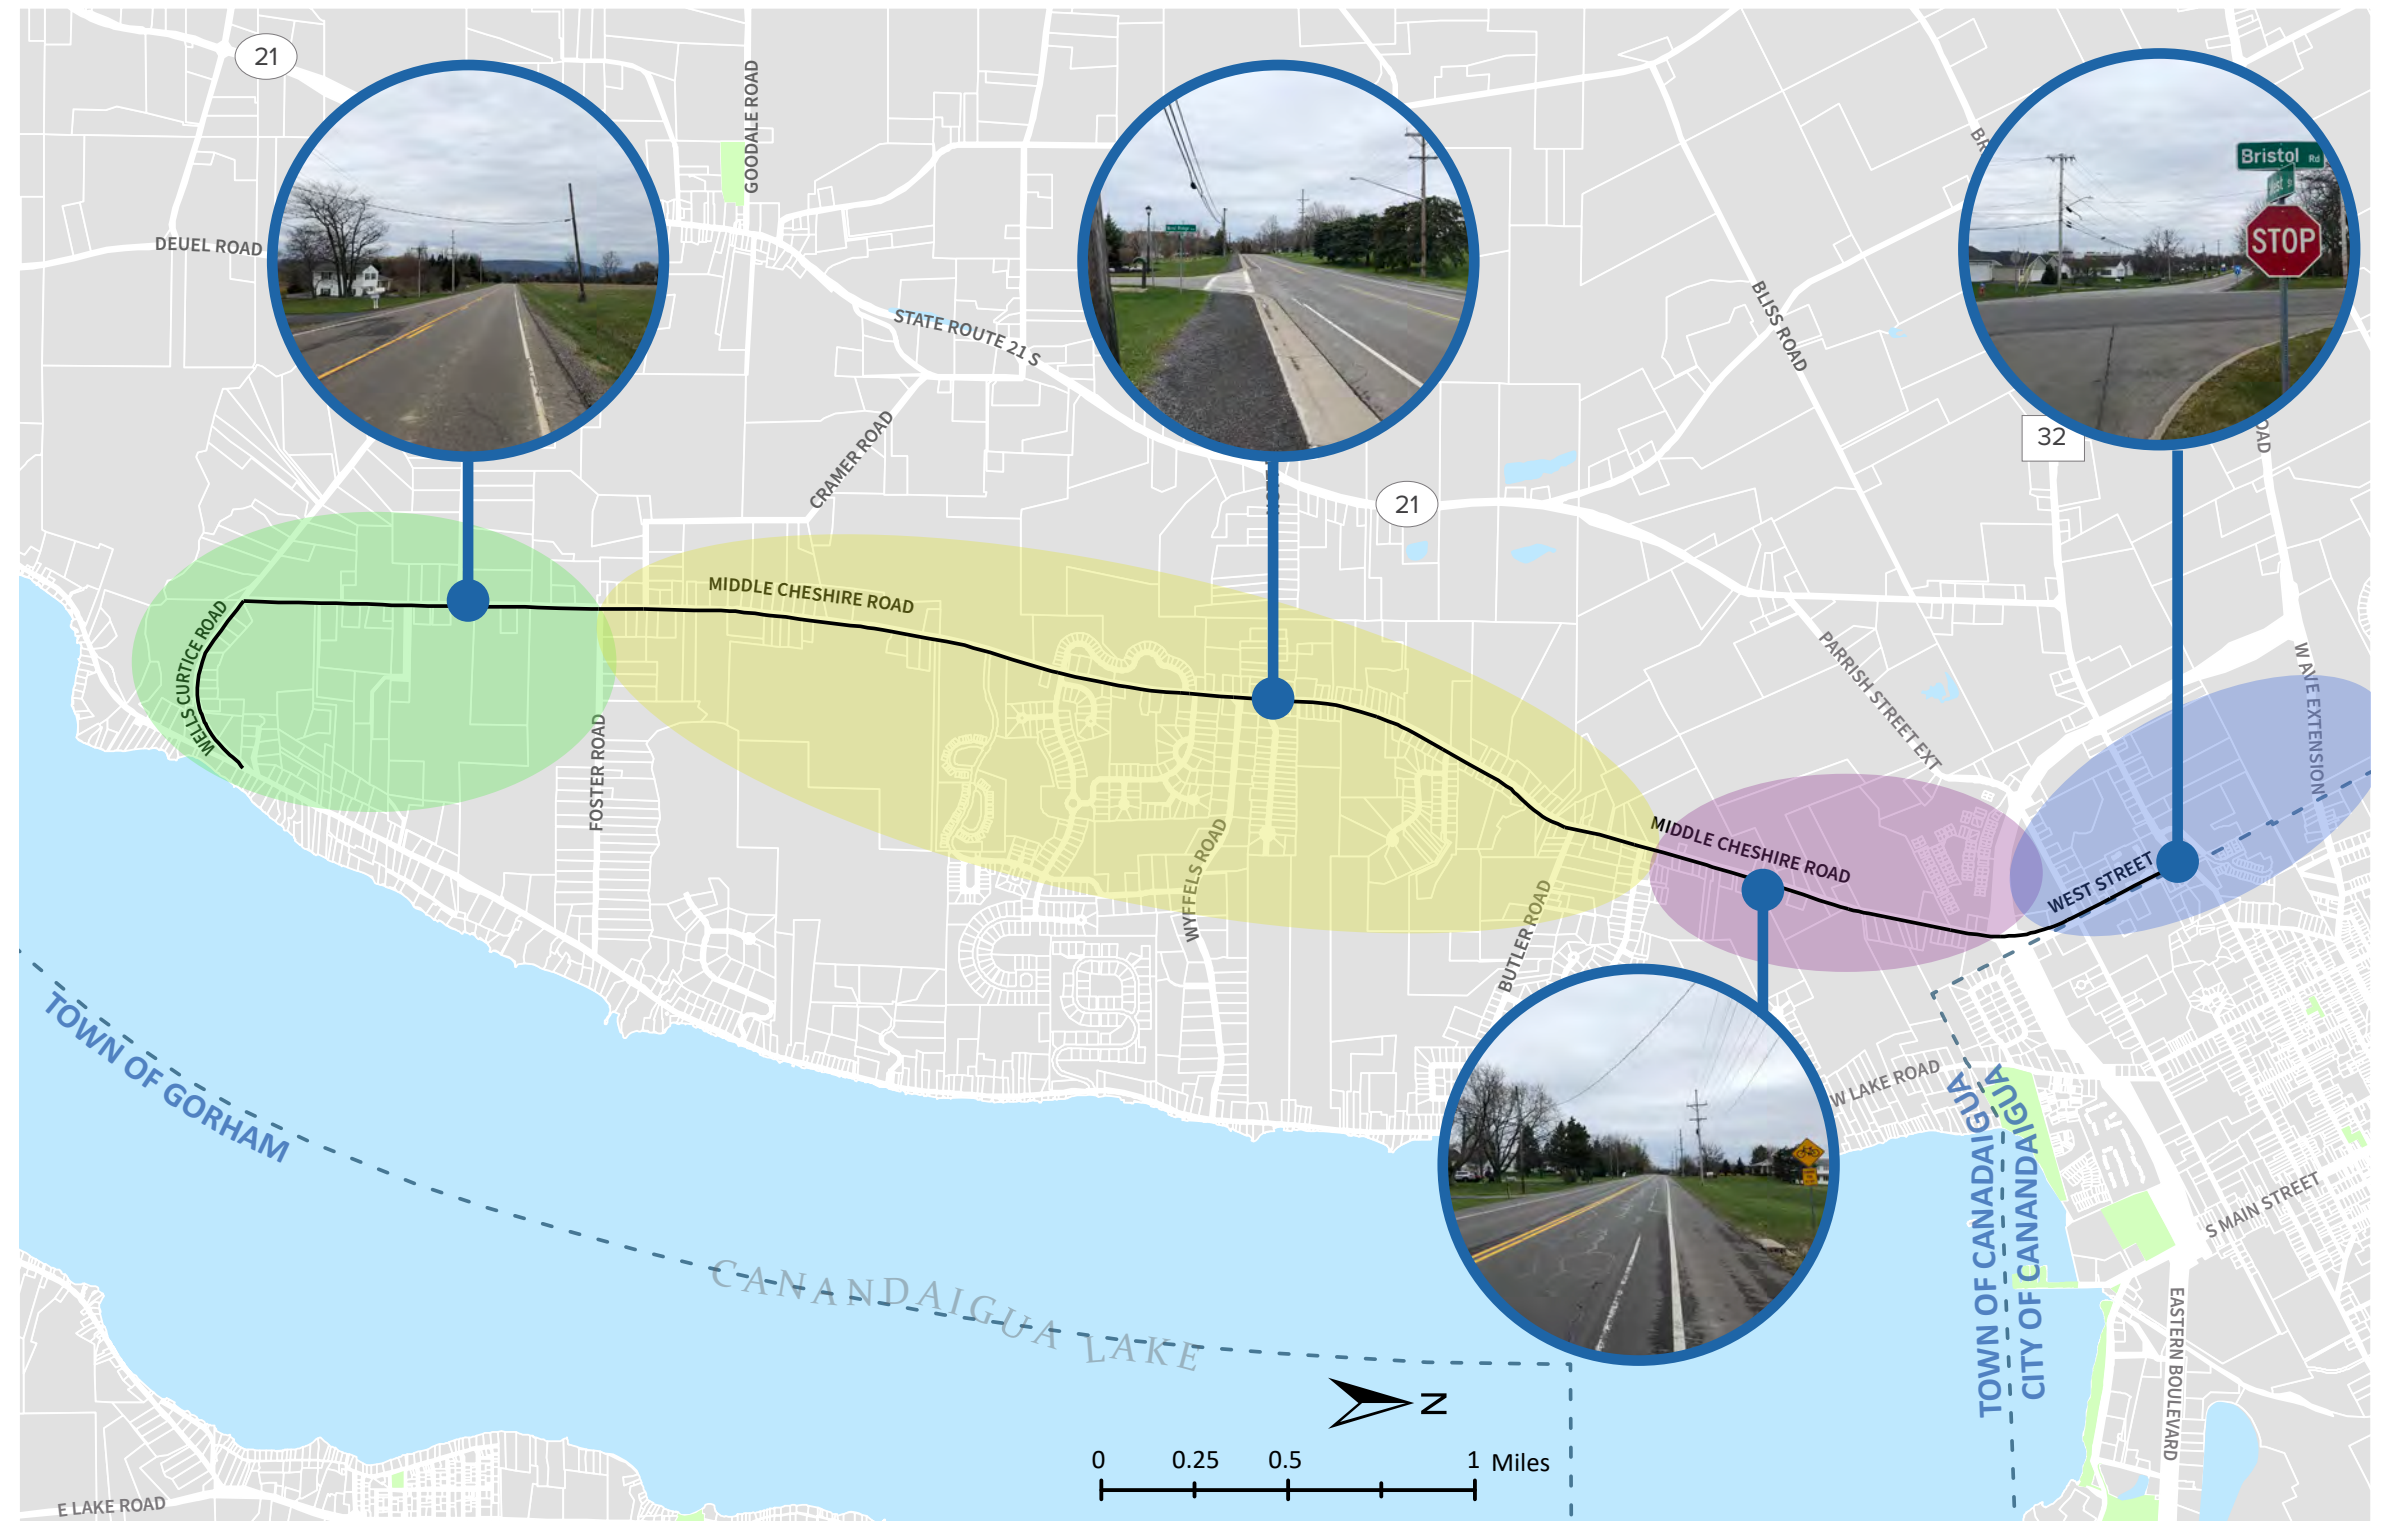 21
GOODALE ROAD
DEUEL ROAD
STATE ROUTE 21 S
CRAMER ROAD
BLISS ROAD
Bristol Rd
STOP
32
OAD
21
MIDDLE CHESHIRE ROAD
WELLS CURTICE ROAD
FOSTER ROAD
WYFFELS ROAD
BUTLER ROAD
PARRISH STREET EXT
W AVE EXTENSION
MIDDLE CHESHIRE ROAD
WEST STREET
W LAKE ROAD
TOWN OF GORHAM
TOWN OF CANADAIGUA
CITY OF CANANDAIGUA
S MAIN STREET
EASTERN BOULEVARD
CANANDAIGUA LAKE
N
0 0.25 0.5 1 Miles
E LAKE ROAD